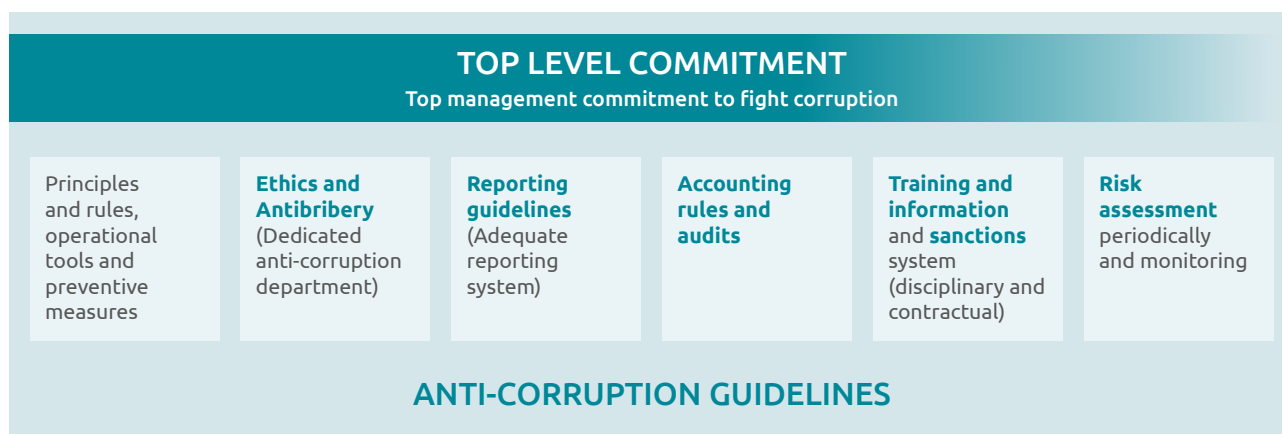 TOP LEVEL COMMITMENT
Top management commitment to fight corruption
Principles
and rules,
operational
tools and
preventive
measures
Ethics and
Antibribery
(Dedicated
anti-corruption
department)
Reporting
guidelines
(Adequate
reporting
system)
Accounting
rules and
audits
Training and
information
and sanctions
system
(disciplinary and
contractual)
Risk
assessment
periodically
and monitoring
ANTI-CORRUPTION GUIDELINES